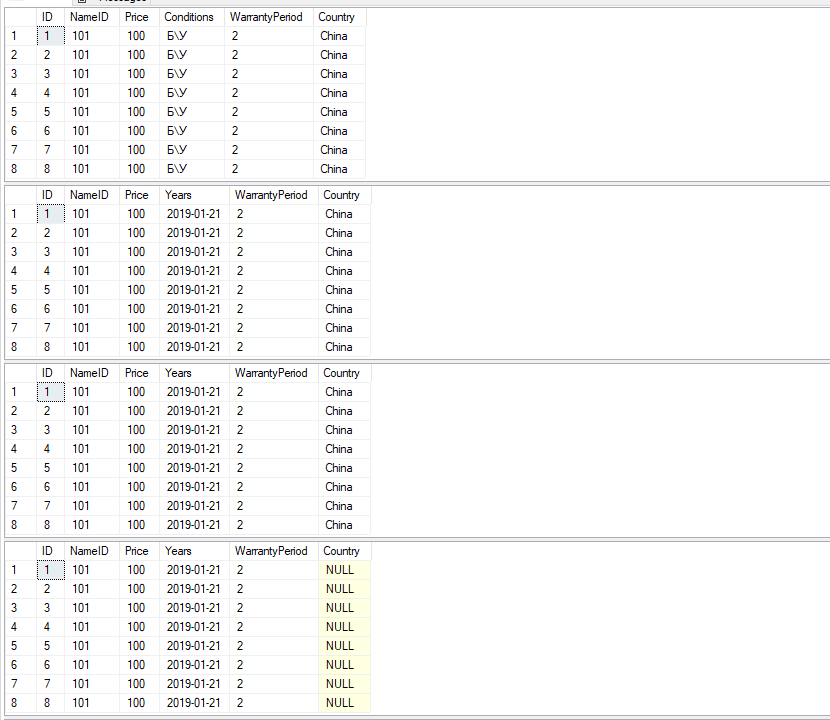 ID NameID Price Conditions WarrantyPeriod Country
1 1 101 100 Б\У 2 China
2 2 101 100 Б\У 2 China
3 3 101 100 Б\У 2 China
4 4 101 100 Б\У 2 China
5 5 101 100 Б\У 2 China
6 6 101 100 Б\У 2 China
7 7 101 100 Б\У 2 China
8 8 101 100 Б\У 2 China
ID NameID Price Years WarrantyPeriod Country
1 1 101 100 2019-01-21 2 China
2 2 101 100 2019-01-21 2 China
3 3 101 100 2019-01-21 2 China
4 4 101 100 2019-01-21 2 China
5 5 101 100 2019-01-21 2 China
6 6 101 100 2019-01-21 2 China
7 7 101 100 2019-01-21 2 China
8 8 101 100 2019-01-21 2 China
ID NameID Price Years WarrantyPeriod Country
1 1 101 100 2019-01-21 2 China
2 2 101 100 2019-01-21 2 China
3 3 101 100 2019-01-21 2 China
4 4 101 100 2019-01-21 2 China
5 5 101 100 2019-01-21 2 China
6 6 101 100 2019-01-21 2 China
7 7 101 100 2019-01-21 2 China
8 8 101 100 2019-01-21 2 China
ID NameID Price Years WarrantyPeriod Country
1 1 101 100 2019-01-21 2 NULL
2 2 101 100 2019-01-21 2 NULL
3 3 101 100 2019-01-21 2 NULL
4 4 101 100 2019-01-21 2 NULL
5 5 101 100 2019-01-21 2 NULL
6 6 101 100 2019-01-21 2 NULL
7 7 101 100 2019-01-21 2 NULL
8 8 101 100 2019-01-21 2 NULL